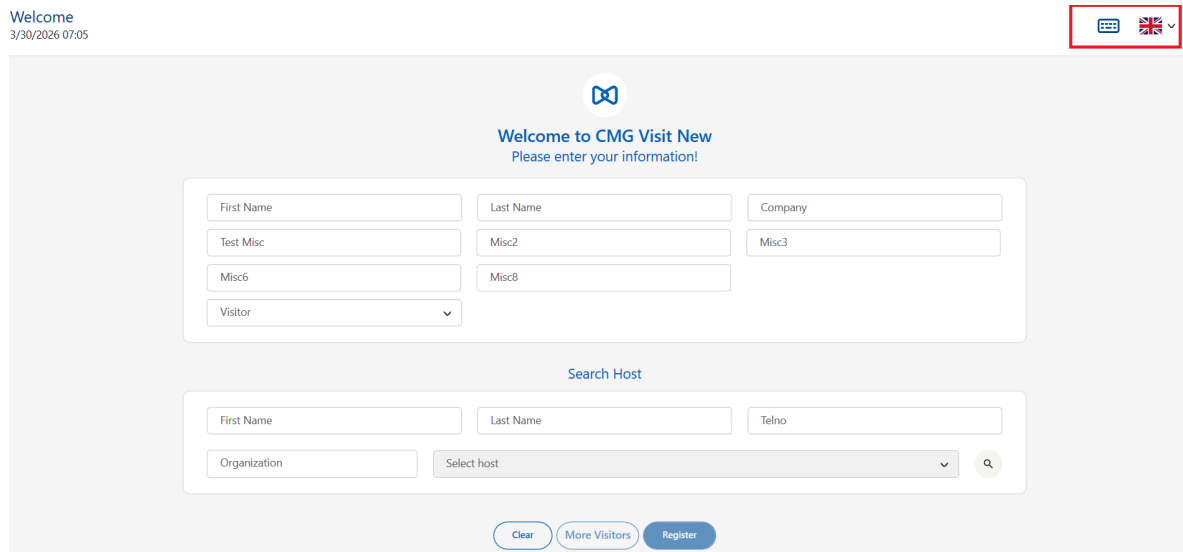 Welcome
3/30/2026 07:05
Welcome to CMG Visit New
Please enter your information!
First Name Last Name Company
Test Misc Misc2 Misc3
Misc6 Misc8
Visitor
Search Host
First Name Last Name Telno
Organization Select host
Clear More Visitors Register